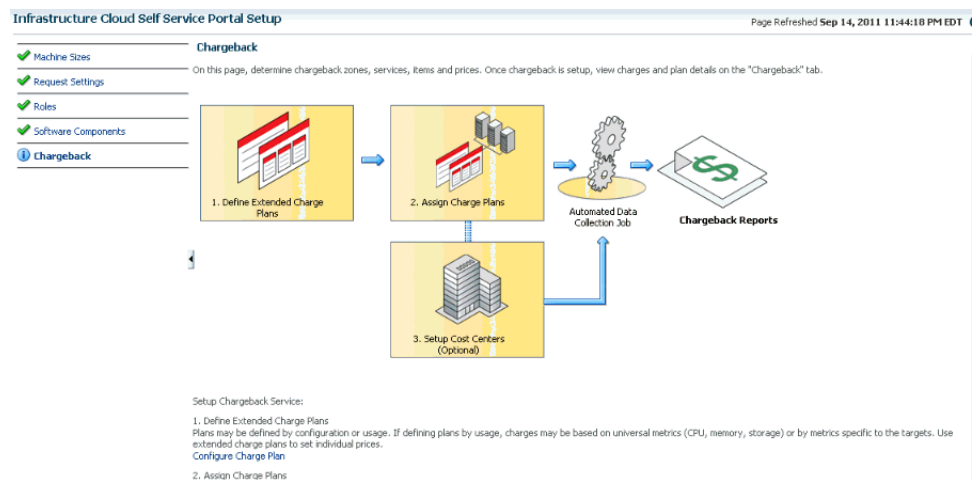 Infrastructure Cloud Self Service Portal Setup
Page Refreshed Sep 14, 2011 11:44:18 PM EDT
Machine Sizes
Request Settings
Roles
Software Components
Chargeback
Chargeback
On this page, determine chargeback zones, services, items and prices. Once chargeback is setup, view charges and plan details on the "Chargeback" tab.
1. Define Extended Charge
Plans
2. Assign Charge Plans
Automated Data
Collection Job
Chargeback Reports
3. Setup Cost Centers
(Optional)
Setup Chargeback Service:
1. Define Extended Charge Plans
Plans may be defined by configuration or usage. If defining plans by usage, charges may be based on universal metrics (CPU, memory, storage) or by metrics specific to the targets. Use
extended charge plans to set individual prices.
Configure Charge Plan
2. Assign Charge Plans